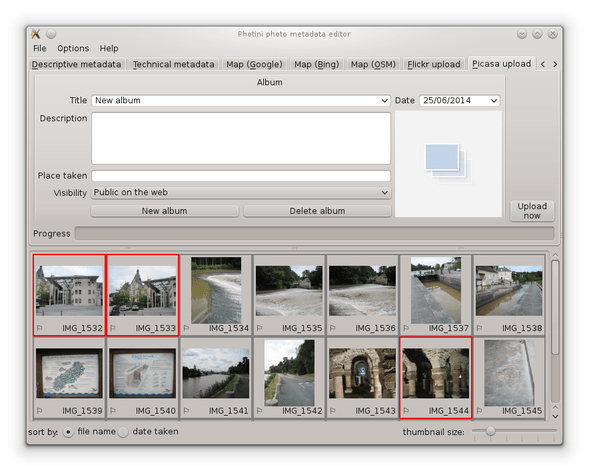 Photini photo metadata editor
File Options Help
Descriptive metadata Technical metadata Map (Google) Map (Bing) Map (OSM) Flickr upload Picasa upload
Album
Title New album Date 25/06/2014
Description
Place taken
Visibility Public on the web
New album Delete album Upload now
Progress
IMG_1532 IMG_1533 IMG_1534 IMG_1535 IMG_1536 IMG_1537 IMG_1538
IMG_1539 IMG_1540 IMG_1541 IMG_1542 IMG_1543 IMG_1544 IMG_1545
sort by: file name date taken thumbnail size: